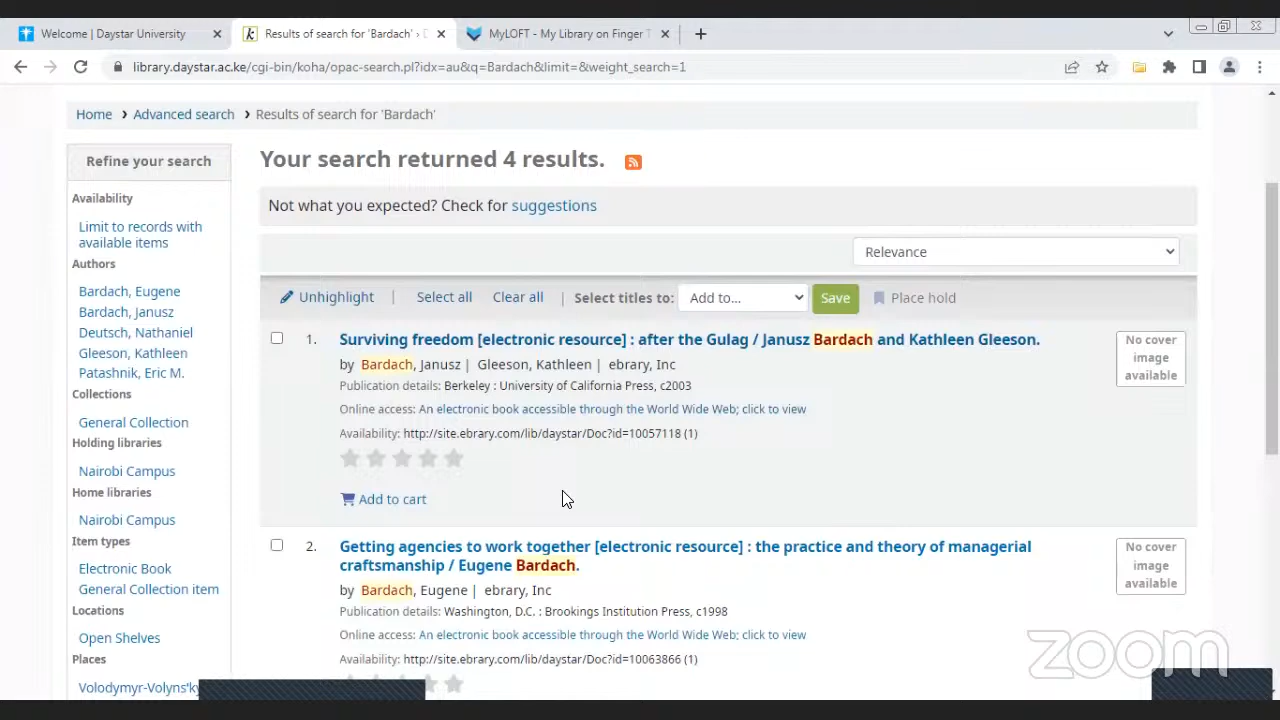 Welcome | Daystar University
Results of search for 'Bardach' ›
MyLOFT - My Library on Finger T
library.daystar.ac.ke/cgi-bin/koha/opac-search.pl?idx=au&q=Bardach&limit=&weight_search=1
Home › Advanced search › Results of search for 'Bardach'
Refine your search
Availability
Limit to records with
available items
Authors
Bardach, Eugene
Bardach, Janusz
Deutsch, Nathaniel
Gleeson, Kathleen
Patashnik, Eric M.
Collections
General Collection
Holding libraries
Nairobi Campus
Home libraries
Nairobi Campus
Item types
Electronic Book
General Collection item
Locations
Open Shelves
Places
Volodymyr-Volyns'ky
Your search returned 4 results.
Not what you expected? Check for suggestions
Relevance
Unhighlight | Select all Clear all | Select titles to: Add to... Save Place hold
1. Surviving freedom [electronic resource] : after the Gulag / Janusz Bardach and Kathleen Gleeson.
by Bardach, Janusz | Gleeson, Kathleen | ebrary, Inc
Publication details: Berkeley : University of California Press, c2003
Online access: An electronic book accessible through the World Wide Web; click to view
Availability: http://site.ebrary.com/lib/daystar/Doc?id=10057118 (1)
Add to cart
No cover
image
available
2. Getting agencies to work together [electronic resource] : the practice and theory of managerial
craftsmanship / Eugene Bardach.
by Bardach, Eugene | ebrary, Inc
Publication details: Washington, D.C. : Brookings Institution Press, c1998
Online access: An electronic book accessible through the World Wide Web; click to view
Availability: http://site.ebrary.com/lib/daystar/Doc?id=10063866 (1)
No cover
image
available
zoom